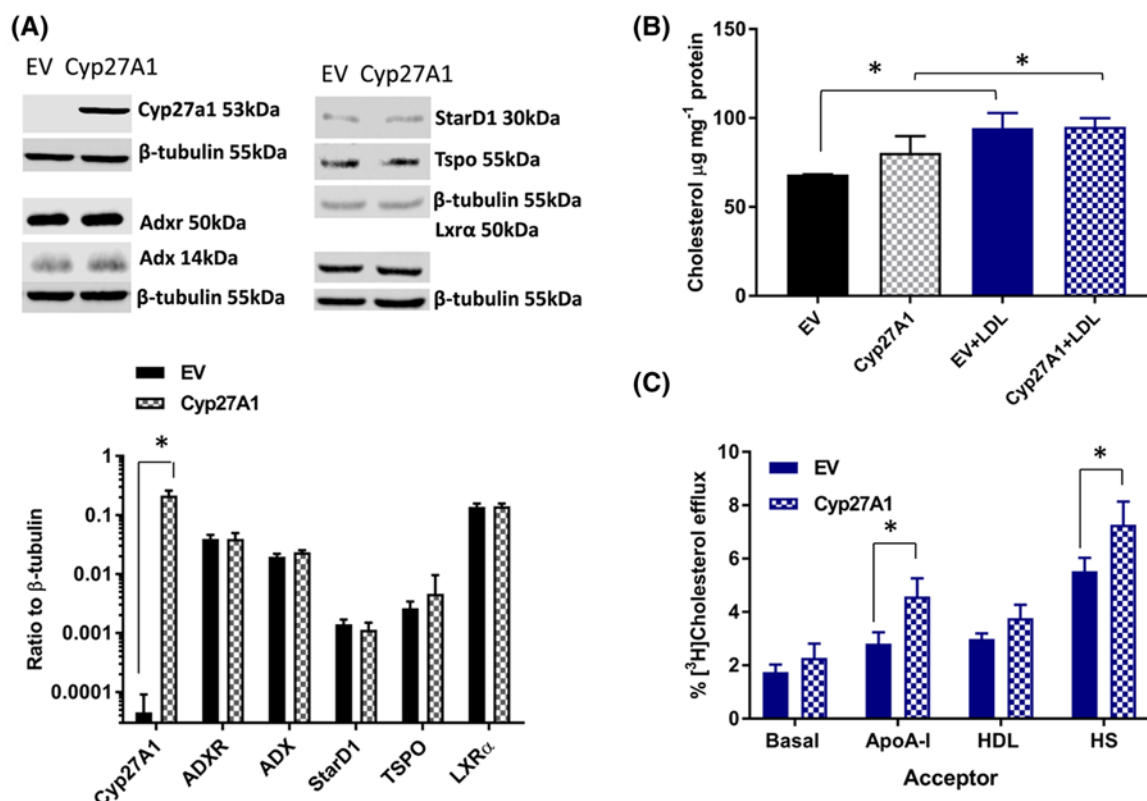 (A)
EV Cyp27A1
Cyp27a1 53kDa
β-tubulin 55kDa
Adxr 50kDa
Adx 14kDa
β-tubulin 55kDa
EV Cyp27A1
StarD1 30kDa
Tspo 55kDa
β-tubulin 55kDa
Lxrα 50kDa
β-tubulin 55kDa
EV
Cyp27A1
*
Ratio to β-tubulin
1
0.1
0.01
0.001
0.0001
Cyp27A1
ADXR
ADX
StarD1
TSPO
LXRα
(B)
Cholesterol μg mg⁻¹ protein
150
100
50
0
*
*
EV
Cyp27A1
EV+LDL
Cyp27A1+LDL
(C)
% [³H]Cholesterol efflux
10
8
6
4
2
0
EV
Cyp27A1
*
*
Basal
ApoA-I
HDL
HS
Acceptor